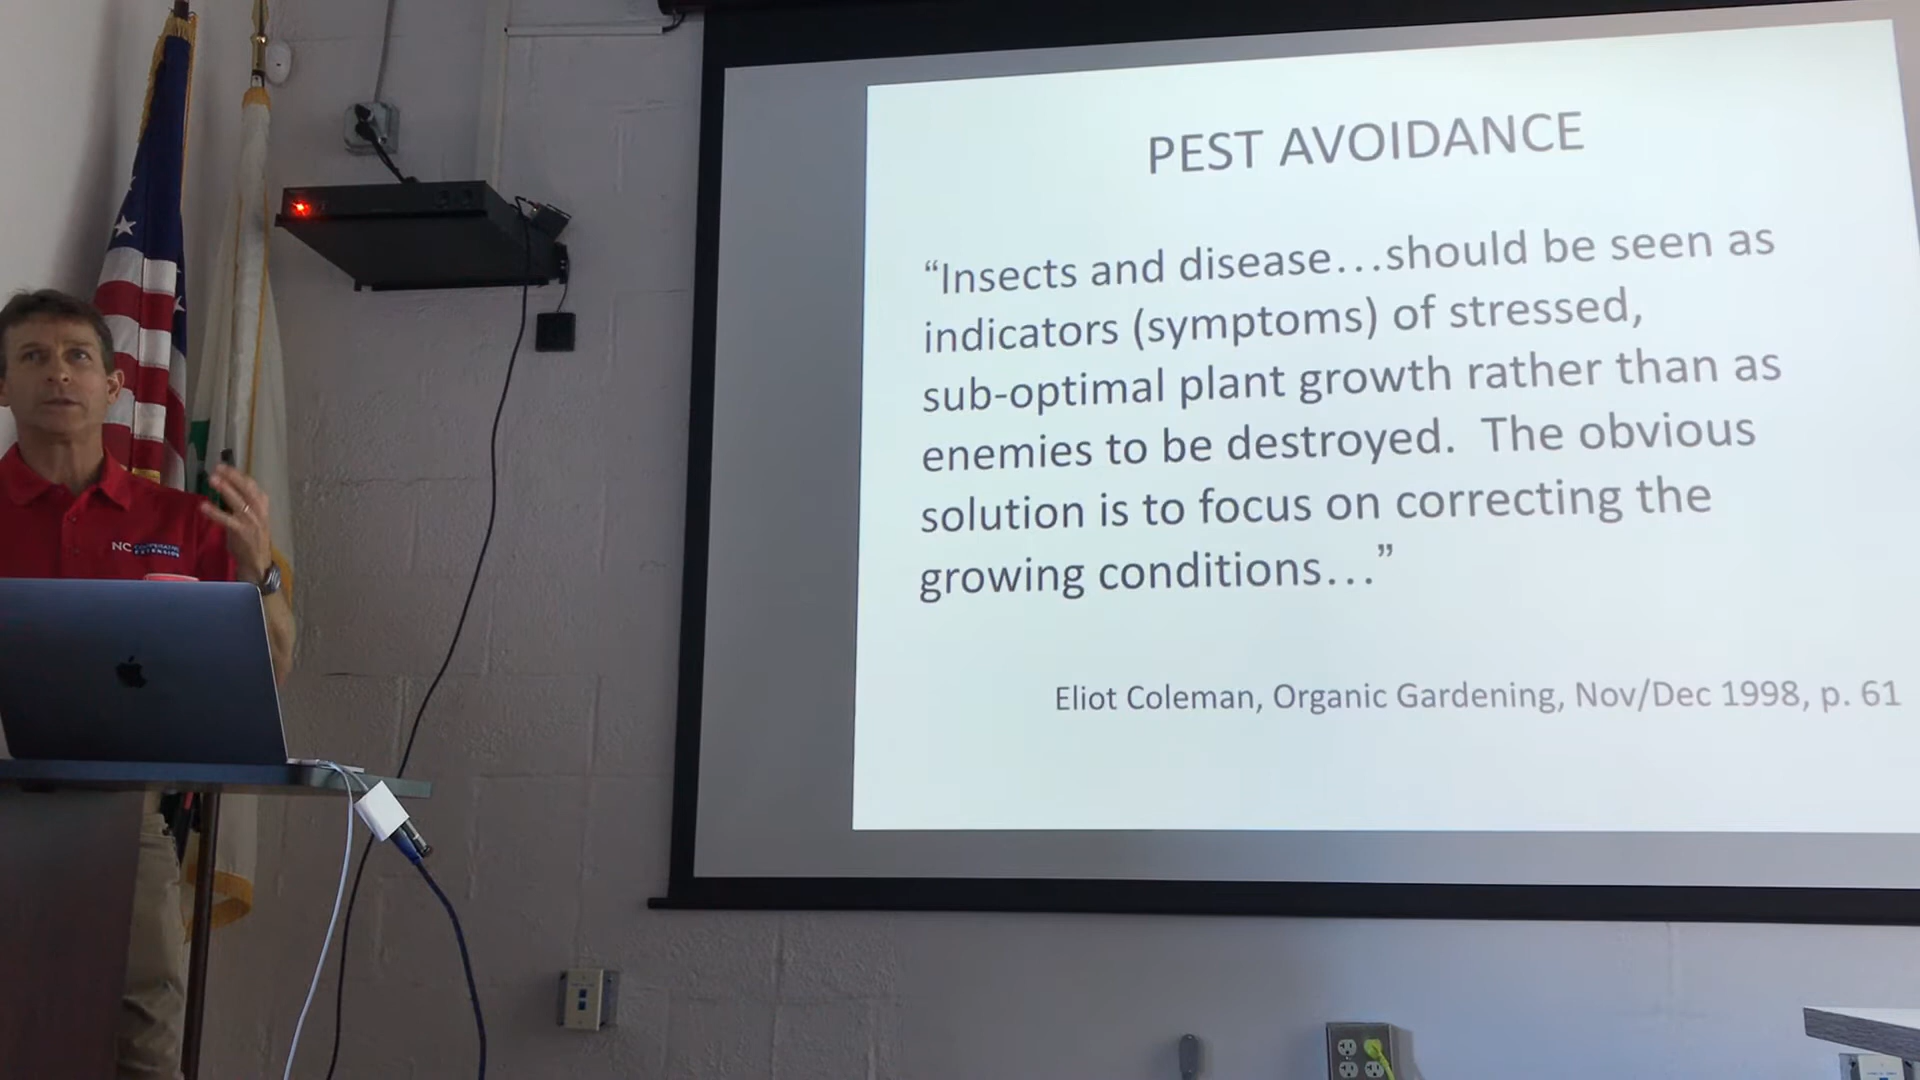 PEST AVOIDANCE
“Insects and disease…should be seen as
indicators (symptoms) of stressed,
sub-optimal plant growth rather than as
enemies to be destroyed.  The obvious
solution is to focus on correcting the
growing conditions…”
Eliot Coleman, Organic Gardening, Nov/Dec 1998, p. 61
NC COOPERATIVE
EXTENSION